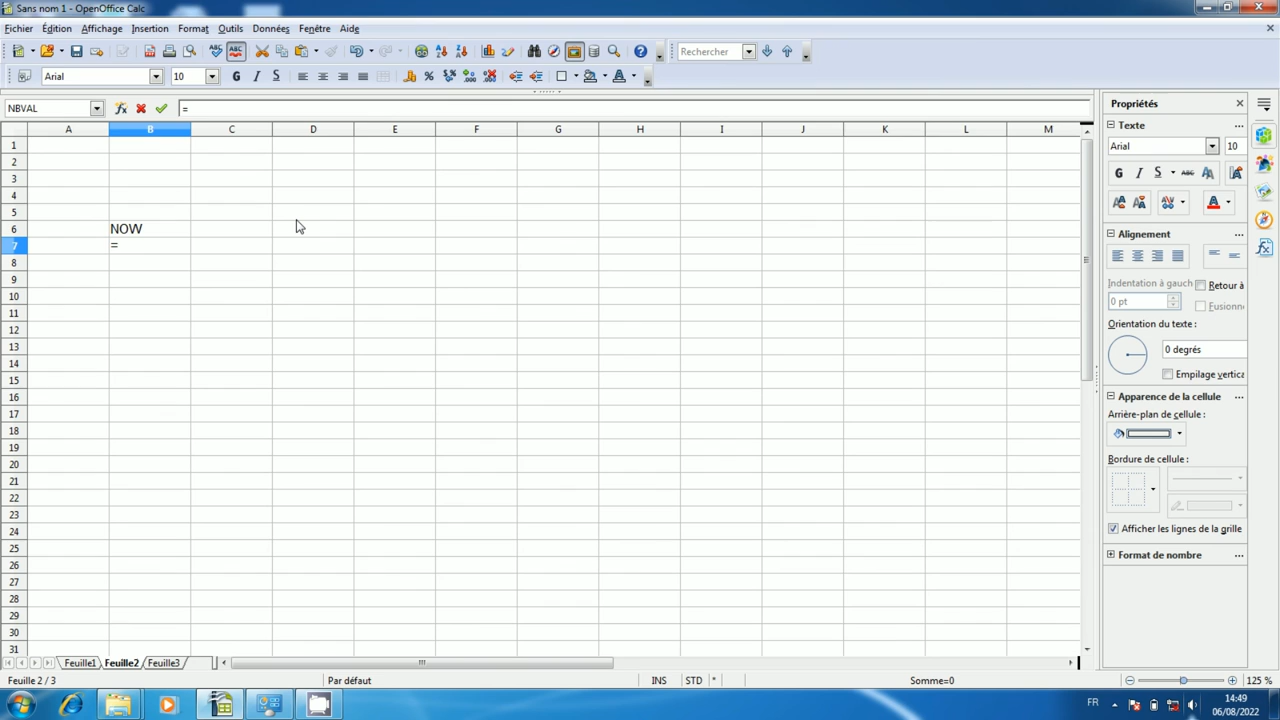 Sans nom 1 - OpenOffice Calc
Fichier Édition Affichage Insertion Format Outils Données Fenêtre Aide
Rechercher
Arial 10
NBVAL =
A B C D E F G H I J K L M
1
2
3
4
5
6 NOW
7 =
8
9
10
11
12
13
14
15
16
17
18
19
20
21
22
23
24
25
26
27
28
29
30
31
Propriétés
Texte
Arial 10
Alignement
Indentation à gauch Retour à
0 pt Fusionne
Orientation du texte :
0 degrés
Empilage vertica
Apparence de la cellule
Arrière-plan de cellule :
Bordure de cellule :
Afficher les lignes de la grille
Format de nombre
Feuille1 Feuille2 Feuille3
Feuille 2 / 3 Par défaut INS STD * Somme=0 125 %
FR 14:49
06/08/2022